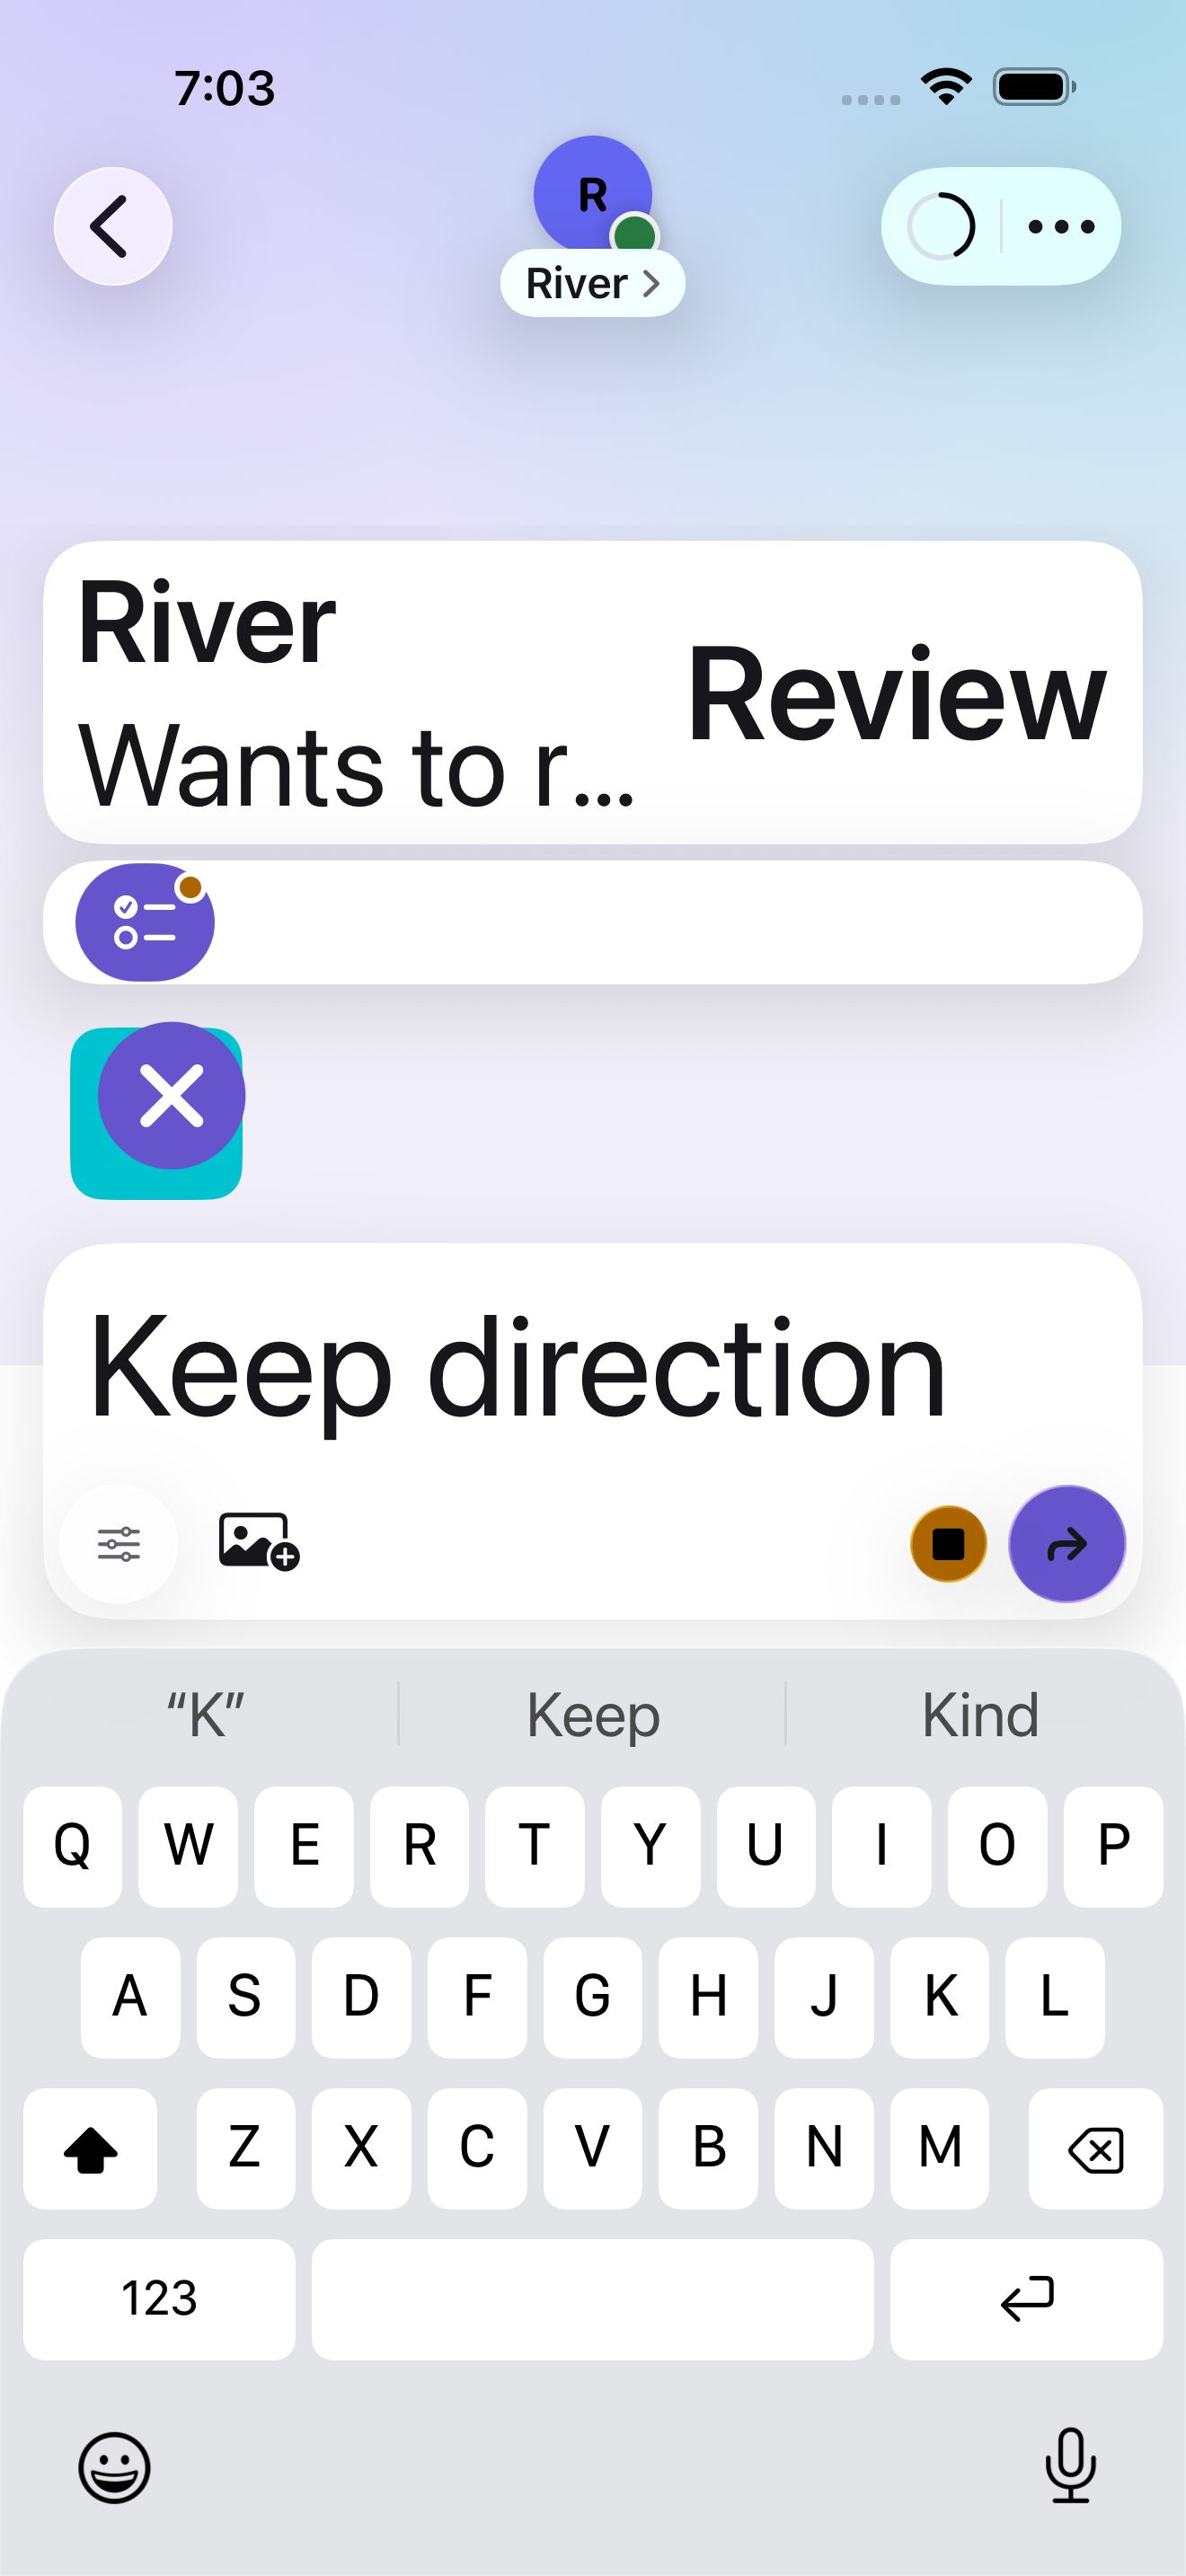 7:03
R
River
River
Wants to r...
Review
Keep direction
“K” Keep Kind
Q W E R T Y U I O P
A S D F G H J K L
Z X C V B N M
123